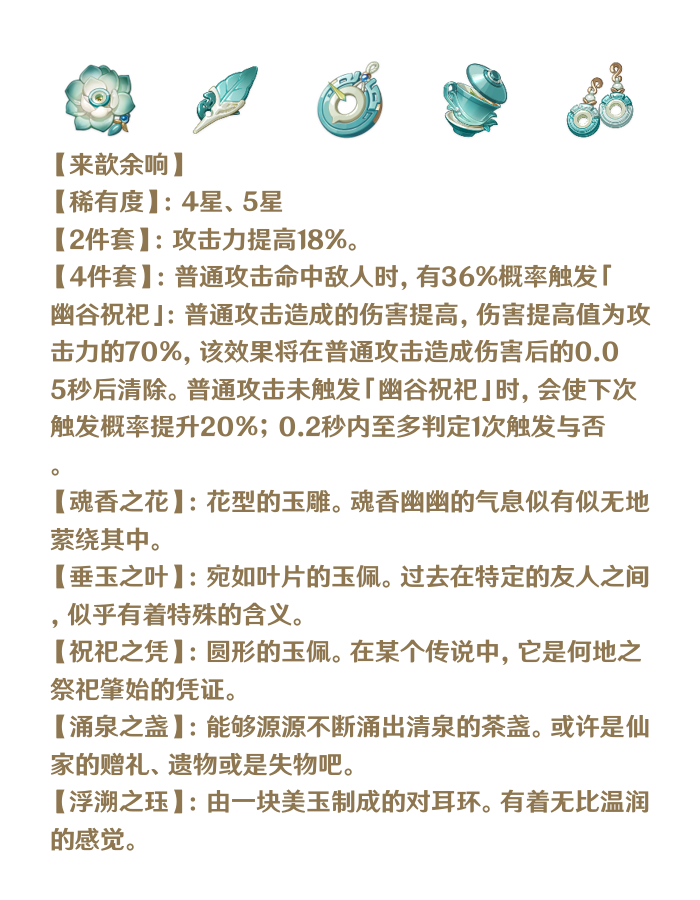 【来歆余响】
【稀有度】：4星、5星
【2件套】：攻击力提高18%。
【4件套】：普通攻击命中敌人时，有36%概率触发「
幽谷祝祀」：普通攻击造成的伤害提高，伤害提高值为攻
击力的70%，该效果将在普通攻击造成伤害后的0.0
5秒后清除。普通攻击未触发「幽谷祝祀」时，会使下次
触发概率提升20%；0.2秒内至多判定1次触发与否
。
【魂香之花】：花型的玉雕。魂香幽幽的气息似有似无地
萦绕其中。
【垂玉之叶】：宛如叶片的玉佩。过去在特定的友人之间
，似乎有着特殊的含义。
【祝祀之凭】：圆形的玉佩。在某个传说中，它是何地之
祭祀肇始的凭证。
【涌泉之盏】：能够源源不断涌出清泉的茶盏。或许是仙
家的赠礼、遗物或是失物吧。
【浮溯之珏】：由一块美玉制成的对耳环。有着无比温润
的感觉。